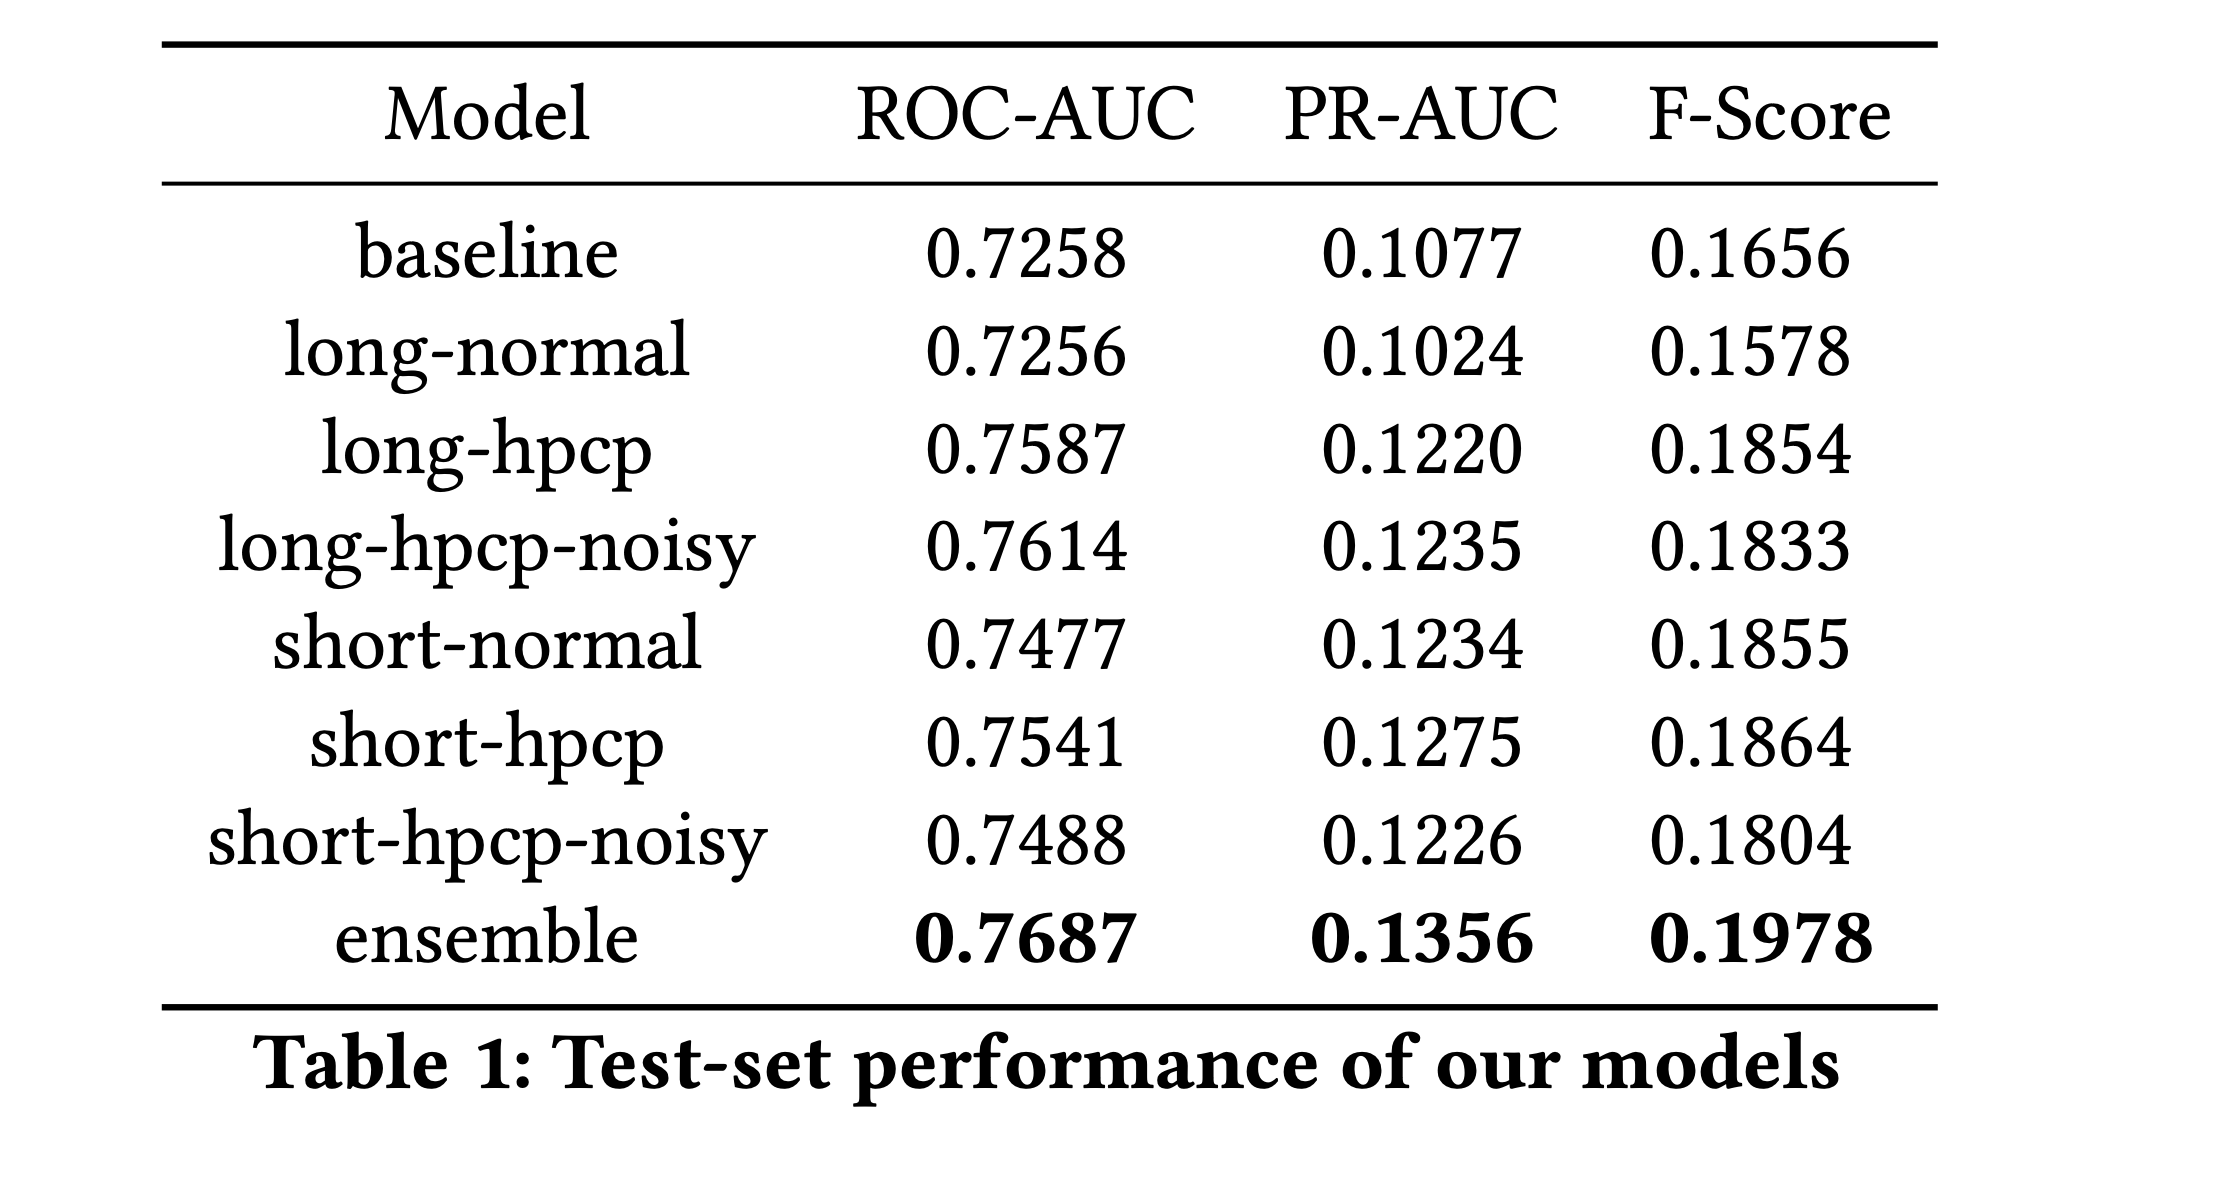 Model ROC-AUC PR-AUC F-Score
baseline 0.7258 0.1077 0.1656
long-normal 0.7256 0.1024 0.1578
long-hpcp 0.7587 0.1220 0.1854
long-hpcp-noisy 0.7614 0.1235 0.1833
short-normal 0.7477 0.1234 0.1855
short-hpcp 0.7541 0.1275 0.1864
short-hpcp-noisy 0.7488 0.1226 0.1804
ensemble 0.7687 0.1356 0.1978
Table 1: Test-set performance of our models